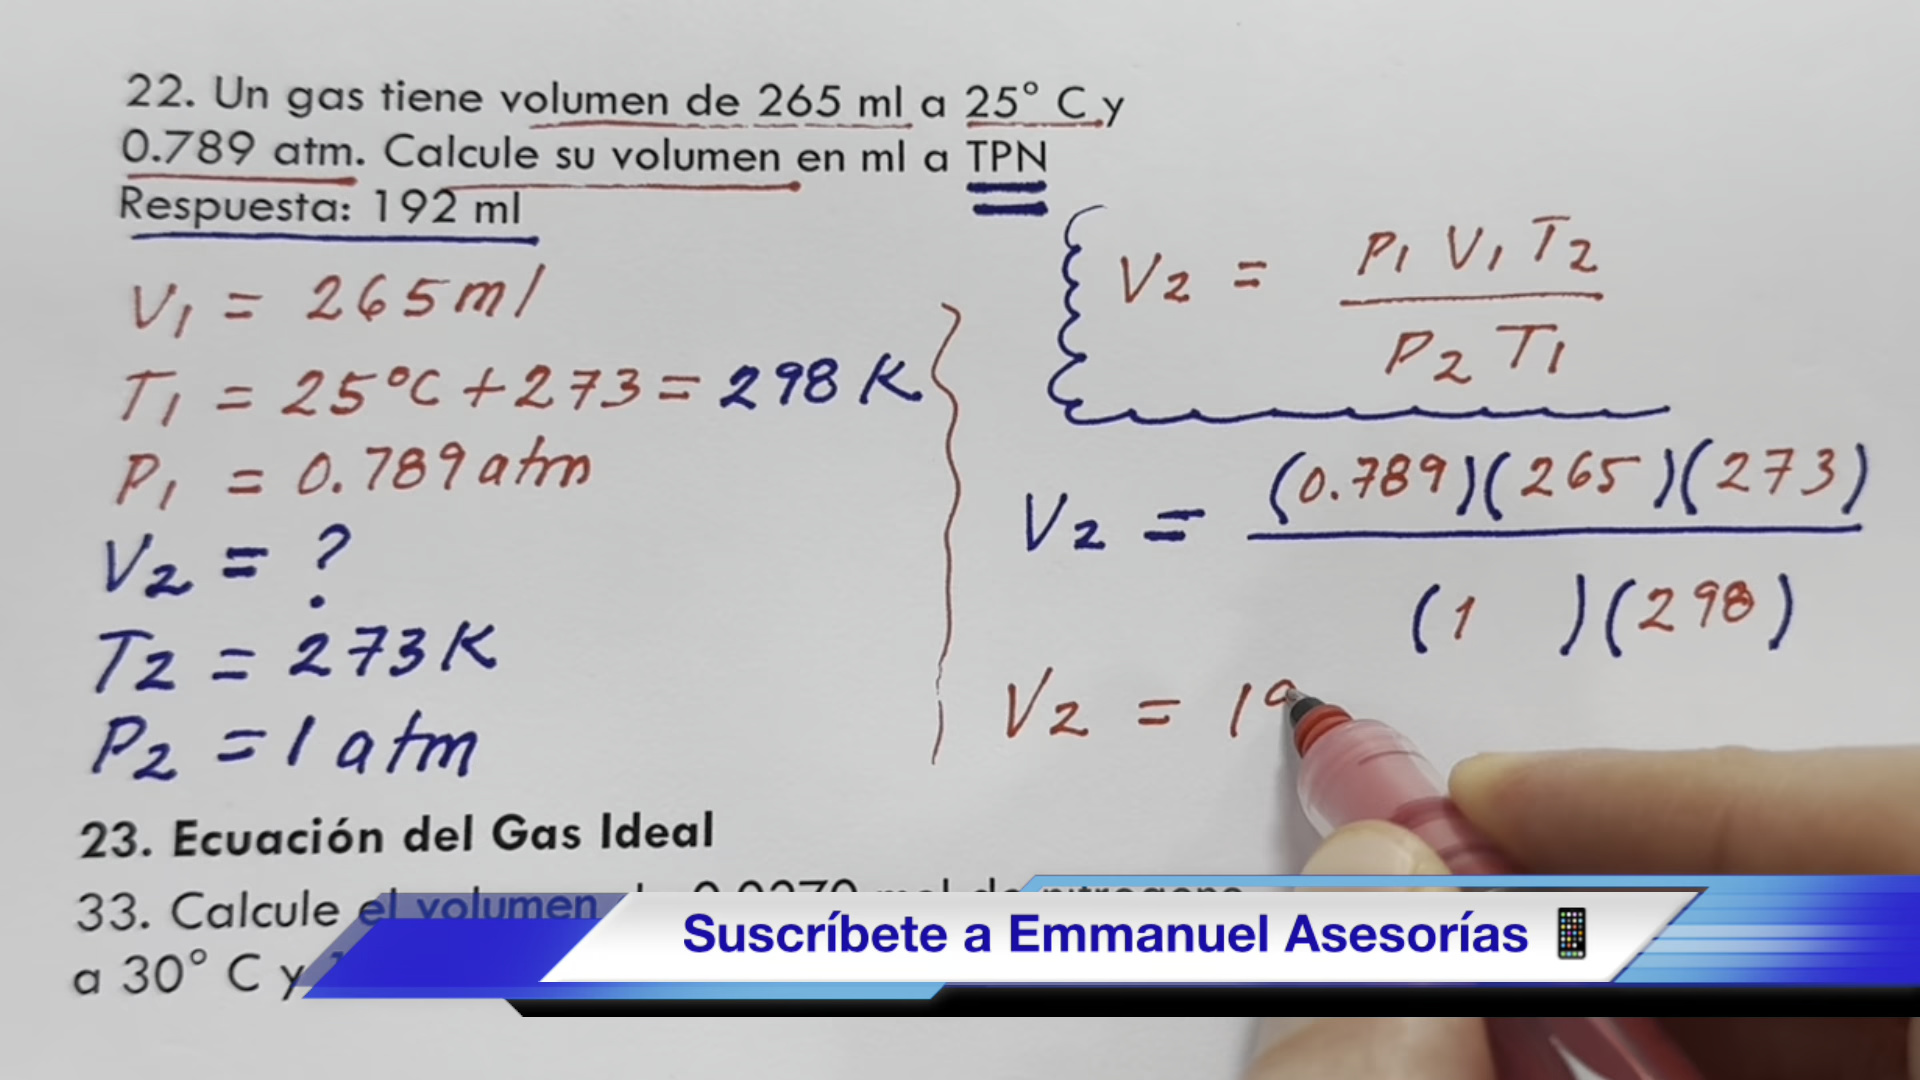 22. Un gas tiene volumen de 265 ml a 25° C y
0.789 atm. Calcule su volumen en ml a TPN
Respuesta: 192 ml
V1 = 265 ml
T1 = 25°C + 273 = 298 K
P1 = 0.789 atm
V2 = ?
T2 = 273 K
P2 = 1 atm
V2 = P1 V1 T2
P2 T1
V2 = (0.789)(265)(273)
(1 )(298)
V2 = 19
23. Ecuación del Gas Ideal
33. Calcule el volumen
a 30° C y
Suscríbete a Emmanuel Asesorías 📱